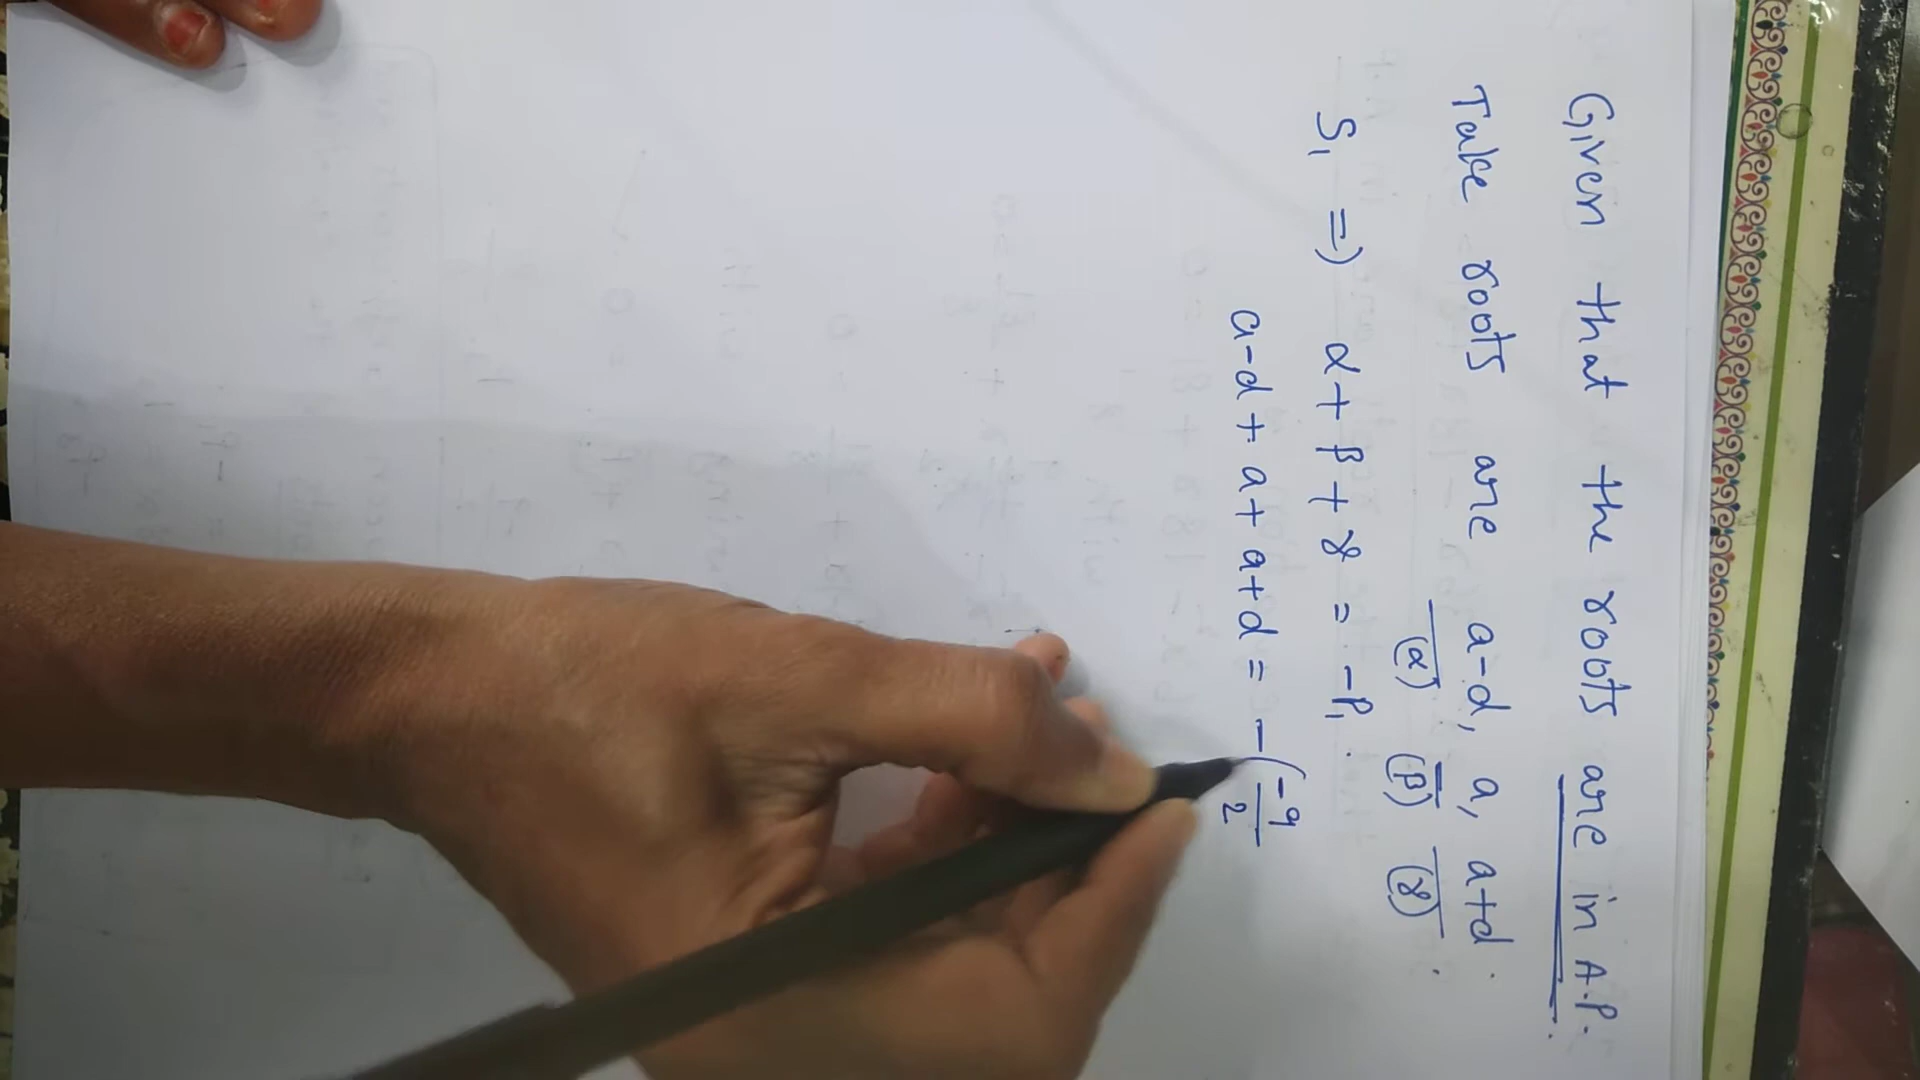 Given that the roots are in A.P.
Take roots are a-d, a, a+d.
(α) (β) (γ)
S₁ ⇒ α + β + γ = -P₁.
a-d + a + a+d = -(-9/2